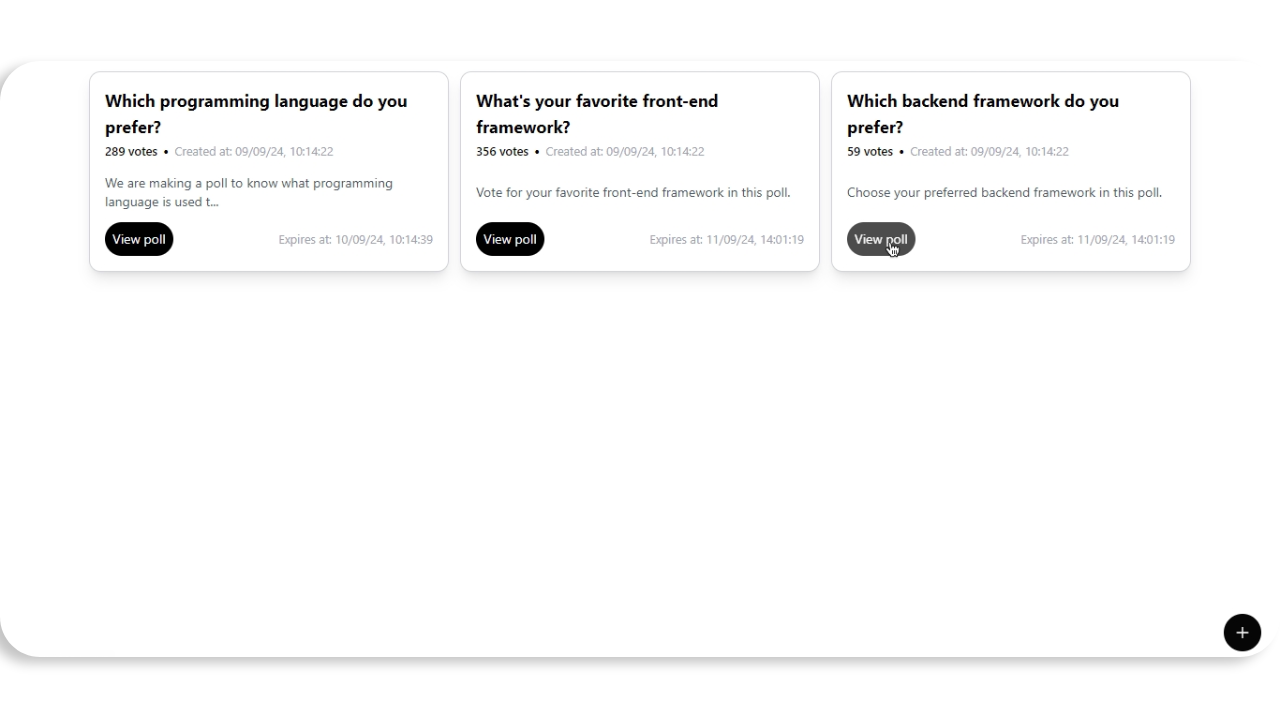 Which programming language do you
prefer?
289 votes • Created at: 09/09/24, 10:14:22
We are making a poll to know what programming
language is used t...
View poll
Expires at: 10/09/24, 10:14:39
What's your favorite front-end
framework?
356 votes • Created at: 09/09/24, 10:14:22
Vote for your favorite front-end framework in this poll.
View poll
Expires at: 11/09/24, 14:01:19
Which backend framework do you
prefer?
59 votes • Created at: 09/09/24, 10:14:22
Choose your preferred backend framework in this poll.
View poll
Expires at: 11/09/24, 14:01:19
+